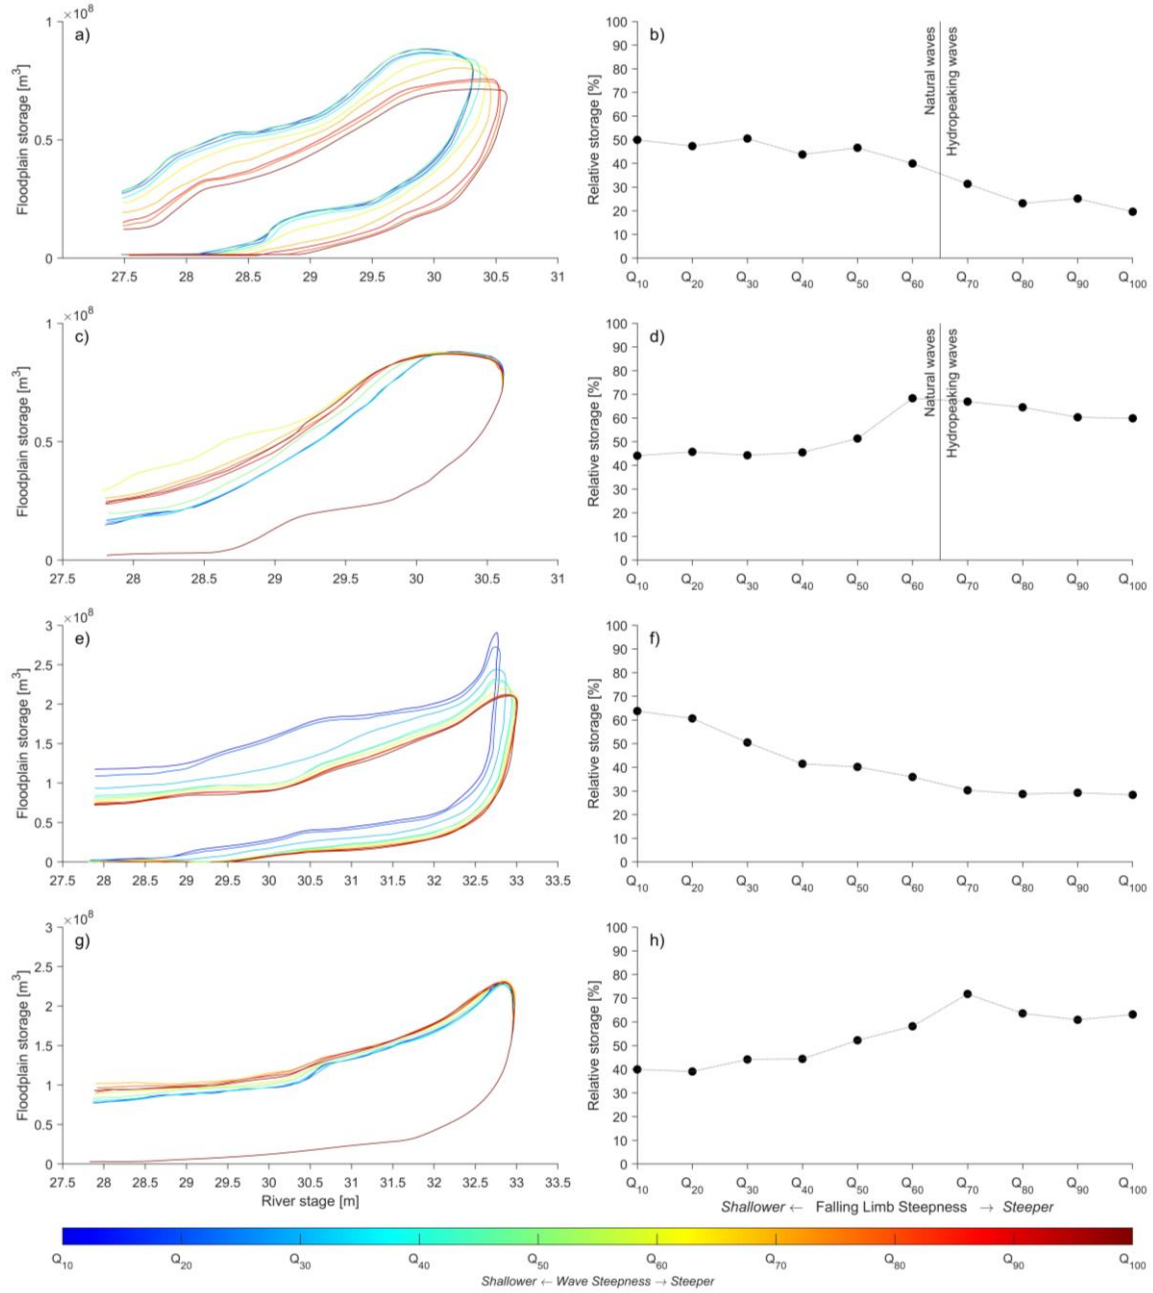 ×10⁸
a)
Floodplain storage [m³]
1
0.5
0
27.5 28 28.5 29 29.5 30 30.5 31
b)
Relative storage [%]
100
90
80
70
60
50
40
30
20
10
0
Natural waves
Hydropeaking waves
Q10 Q20 Q30 Q40 Q50 Q60 Q70 Q80 Q90 Q100
×10⁸
c)
Floodplain storage [m³]
1
0.5
0
27.5 28 28.5 29 29.5 30 30.5 31
d)
Relative storage [%]
100
90
80
70
60
50
40
30
20
10
0
Natural waves
Hydropeaking waves
Q10 Q20 Q30 Q40 Q50 Q60 Q70 Q80 Q90 Q100
×10⁸
e)
Floodplain storage [m³]
3
2.5
2
1.5
1
0.5
0
27.5 28 28.5 29 29.5 30 30.5 31 31.5 32 32.5 33 33.5
f)
Relative storage [%]
100
90
80
70
60
50
40
30
20
10
0
Q10 Q20 Q30 Q40 Q50 Q60 Q70 Q80 Q90 Q100
×10⁸
g)
Floodplain storage [m³]
3
2.5
2
1.5
1
0.5
0
27.5 28 28.5 29 29.5 30 30.5 31 31.5 32 32.5 33 33.5
River stage [m]
h)
Relative storage [%]
100
90
80
70
60
50
40
30
20
10
0
Q10 Q20 Q30 Q40 Q50 Q60 Q70 Q80 Q90 Q100
Shallower ← Falling Limb Steepness → Steeper
Q10 Q20 Q30 Q40 Q50 Q60 Q70 Q80 Q90 Q100
Shallower ← Wave Steepness → Steeper